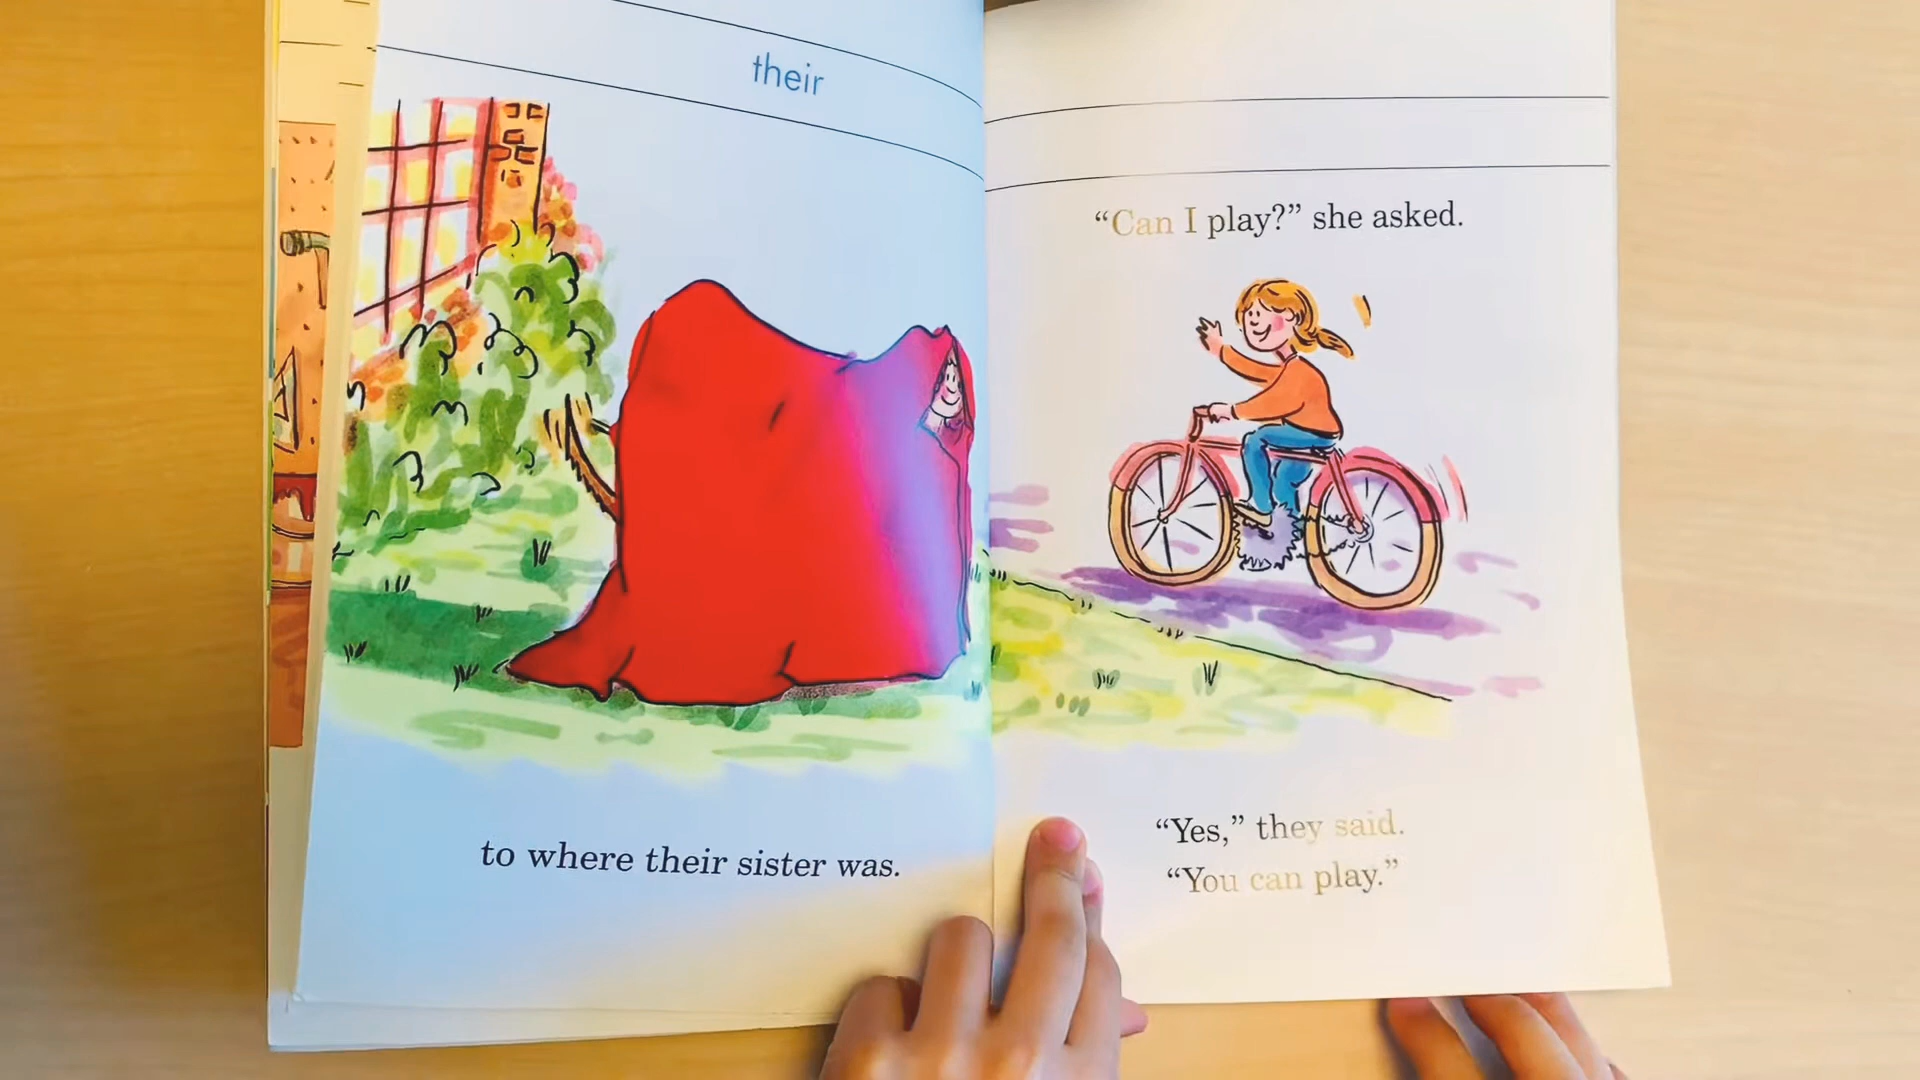 their
to where their sister was.
“Can I play?” she asked.
“Yes,” they said.
“You can play.”